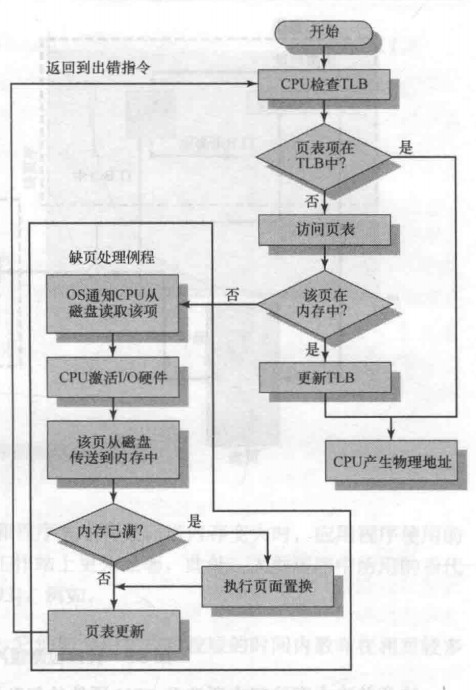 开始
返回到出错指令
CPU检查TLB
页表项在
TLB中?
是
否
访问页表
缺页处理例程
OS通知CPU从
磁盘读取该项
否
该页在
内存中?
是
CPU激活I/O硬件
更新TLB
该页从磁盘
传送到内存中
CPU产生物理地址
内存已满?
是
否
执行页面置换
页表更新